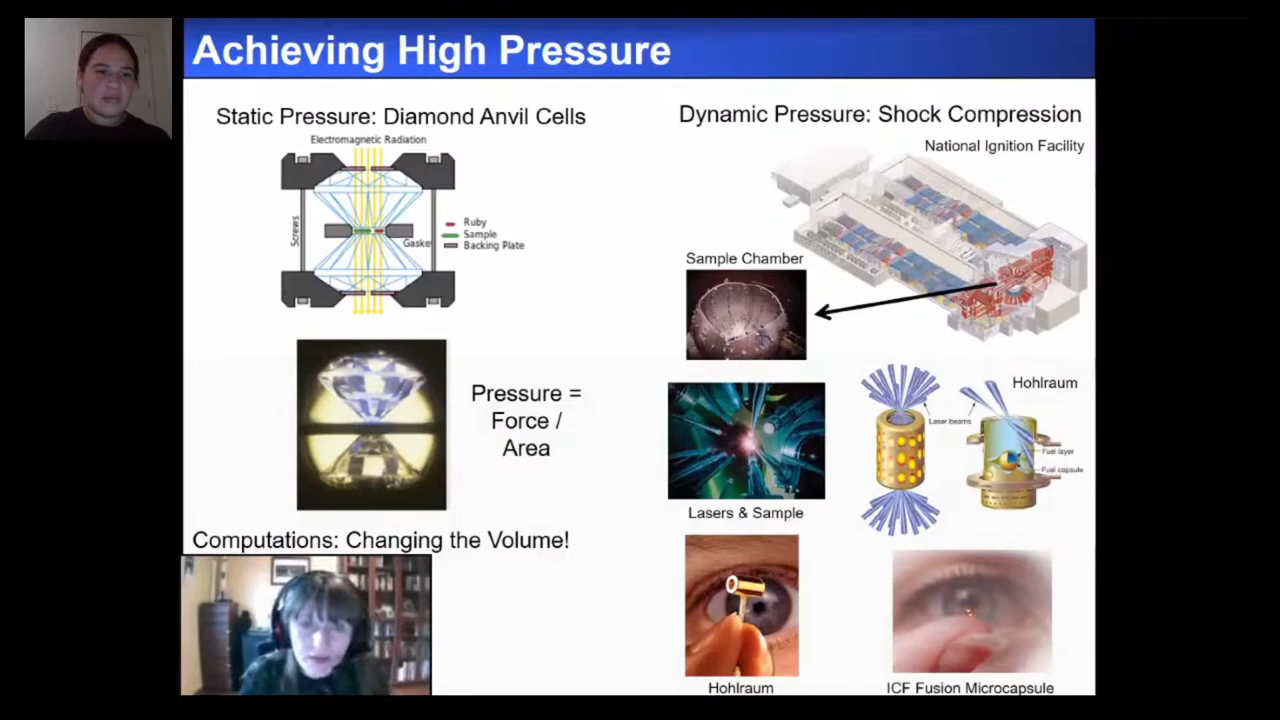 Achieving High Pressure
Static Pressure: Diamond Anvil Cells
Electromagnetic Radiation
Screws
Gaske
Ruby
Sample
Backing Plate
Pressure =
Force /
Area
Computations: Changing the Volume!
Dynamic Pressure: Shock Compression
National Ignition Facility
Sample Chamber
Lasers & Sample
Hohlraum
Laser beams
Fuel layer
Fuel capsule
Hohlraum
ICF Fusion Microcapsule